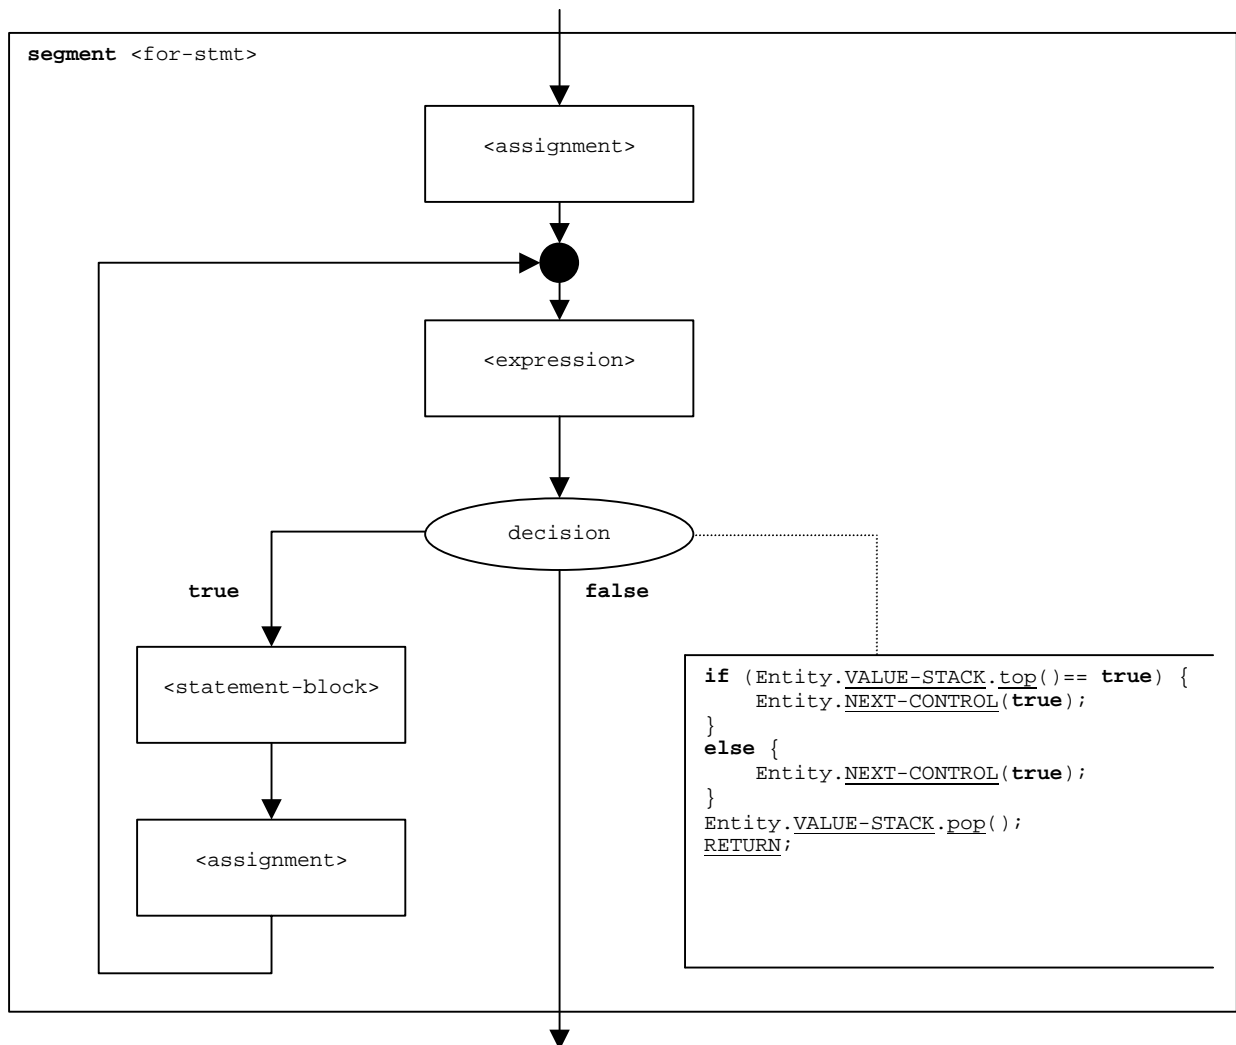 segment <for-stmt>
<assignment>
<expression>
decision
true
false
<statement-block>
<assignment>
if (Entity.VALUE-STACK.top()== true) {
    Entity.NEXT-CONTROL(true);
}
else {
    Entity.NEXT-CONTROL(true);
}
Entity.VALUE-STACK.pop();
RETURN;